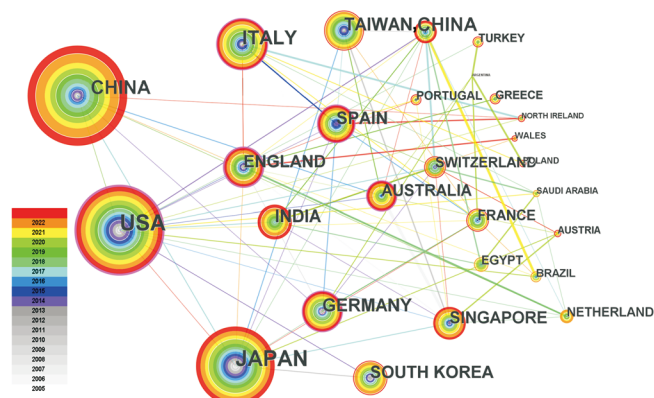 TAIWAN,CHINA
ITALY
TURKEY
CHINA
PORTUGAL
GREECE
SPAIN
NORTH IRELAND
WALES
ENGLAND
SWITZERLAND
POLAND
AUSTRALIA
SAUDI ARABIA
USA
INDIA
FRANCE
AUSTRIA
EGYPT
BRAZIL
GERMANY
SINGAPORE
NETHERLAND
JAPAN
SOUTH KOREA
2022
2021
2020
2019
2018
2017
2016
2015
2014
2013
2012
2011
2010
2009
2008
2007
2006
2005